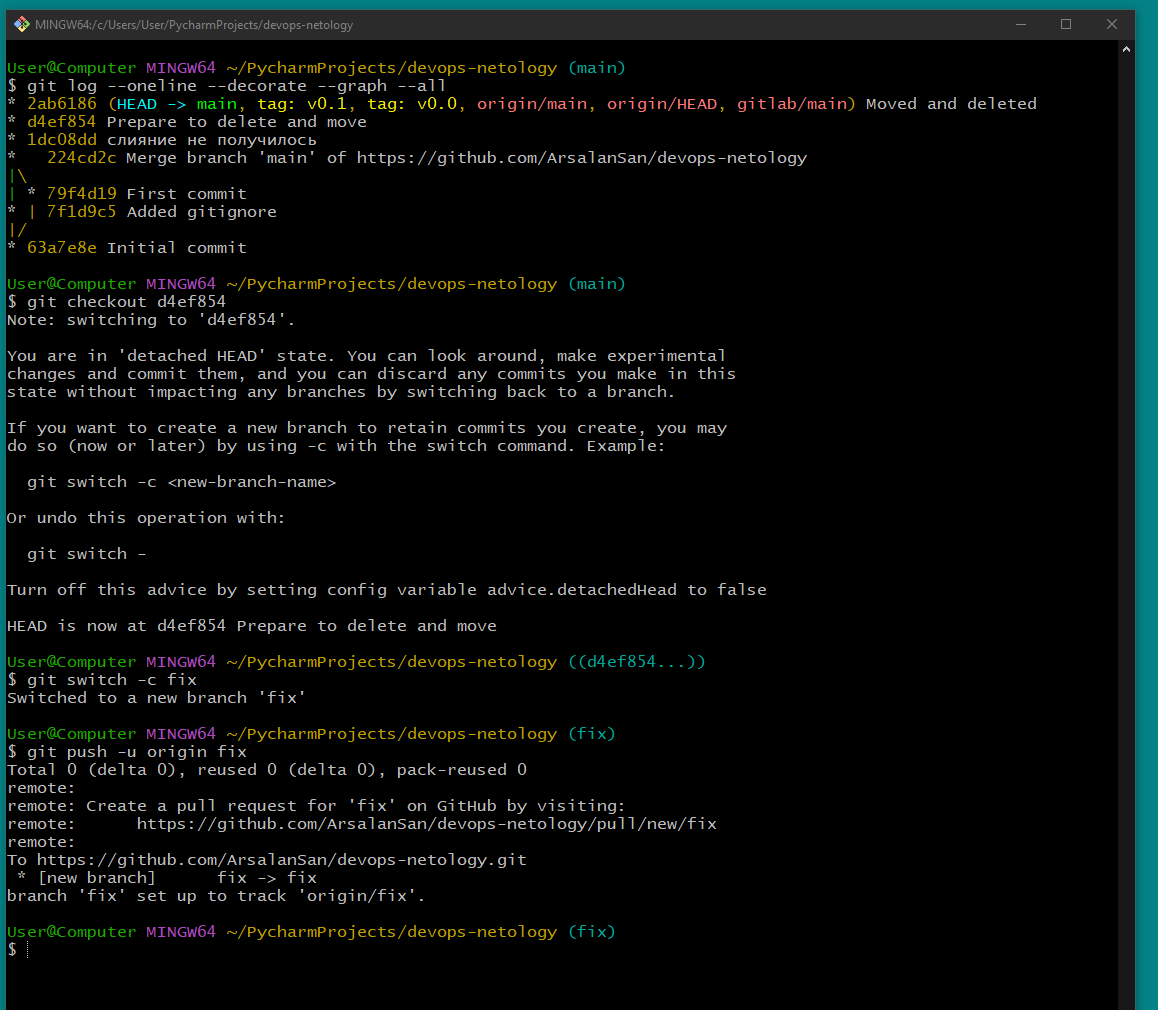 MINGW64:/c/Users/User/PycharmProjects/devops-netology
User@Computer MINGW64 ~/PycharmProjects/devops-netology (main)
$ git log --oneline --decorate --graph --all
* 2ab6186 (HEAD -> main, tag: v0.1, tag: v0.0, origin/main, origin/HEAD, gitlab/main) Moved and deleted
* d4ef854 Prepare to delete and move
* 1dc08dd слияние не получилось
*   224cd2c Merge branch 'main' of https://github.com/ArsalanSan/devops-netology
|\
| * 79f4d19 First commit
* | 7f1d9c5 Added gitignore
|/
* 63a7e8e Initial commit
User@Computer MINGW64 ~/PycharmProjects/devops-netology (main)
$ git checkout d4ef854
Note: switching to 'd4ef854'.
You are in 'detached HEAD' state. You can look around, make experimental
changes and commit them, and you can discard any commits you make in this
state without impacting any branches by switching back to a branch.
If you want to create a new branch to retain commits you create, you may
do so (now or later) by using -c with the switch command. Example:
  git switch -c <new-branch-name>
Or undo this operation with:
  git switch -
Turn off this advice by setting config variable advice.detachedHead to false
HEAD is now at d4ef854 Prepare to delete and move
User@Computer MINGW64 ~/PycharmProjects/devops-netology ((d4ef854...))
$ git switch -c fix
Switched to a new branch 'fix'
User@Computer MINGW64 ~/PycharmProjects/devops-netology (fix)
$ git push -u origin fix
Total 0 (delta 0), reused 0 (delta 0), pack-reused 0
remote:
remote: Create a pull request for 'fix' on GitHub by visiting:
remote:      https://github.com/ArsalanSan/devops-netology/pull/new/fix
remote:
To https://github.com/ArsalanSan/devops-netology.git
 * [new branch]      fix -> fix
branch 'fix' set up to track 'origin/fix'.
User@Computer MINGW64 ~/PycharmProjects/devops-netology (fix)
$